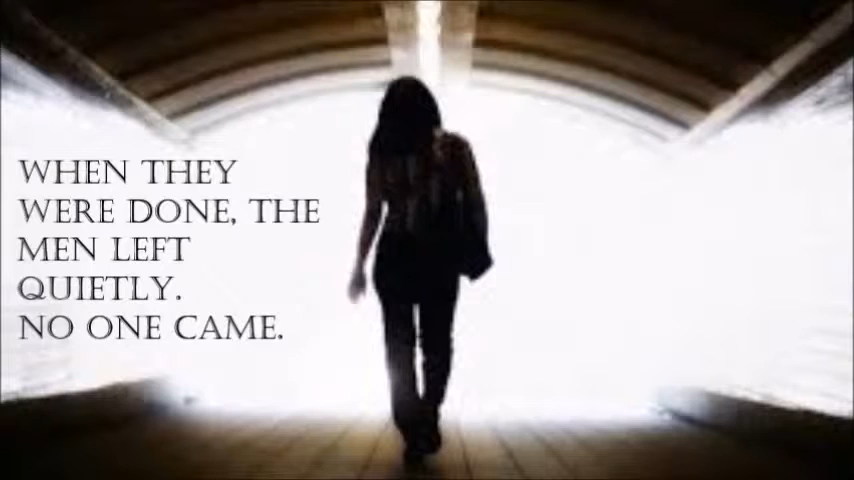 WHEN THEY
WERE DONE, THE
MEN LEFT
QUIETLY.
NO ONE CAME.